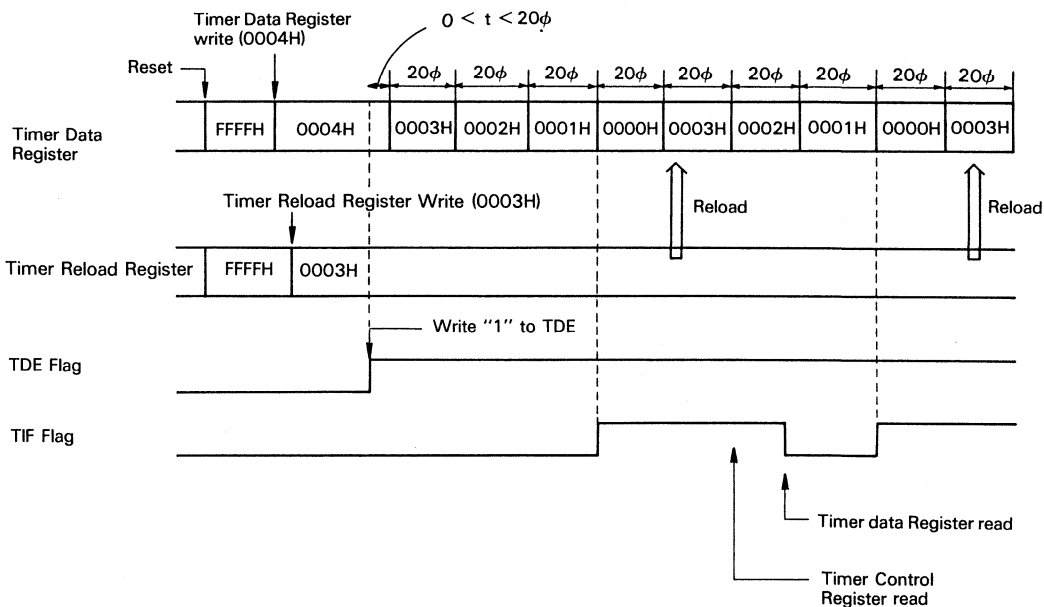 Timer Data Register
write (0004H)
0 < t < 20ϕ
Reset
20ϕ 20ϕ 20ϕ 20ϕ 20ϕ 20ϕ 20ϕ 20ϕ 20ϕ
Timer Data
Register
FFFFH 0004H 0003H 0002H 0001H 0000H 0003H 0002H 0001H 0000H 0003H
Timer Reload Register Write (0003H)
Reload
Reload
Timer Reload Register
FFFFH 0003H
Write "1" to TDE
TDE Flag
TIF Flag
Timer data Register read
Timer Control
Register read